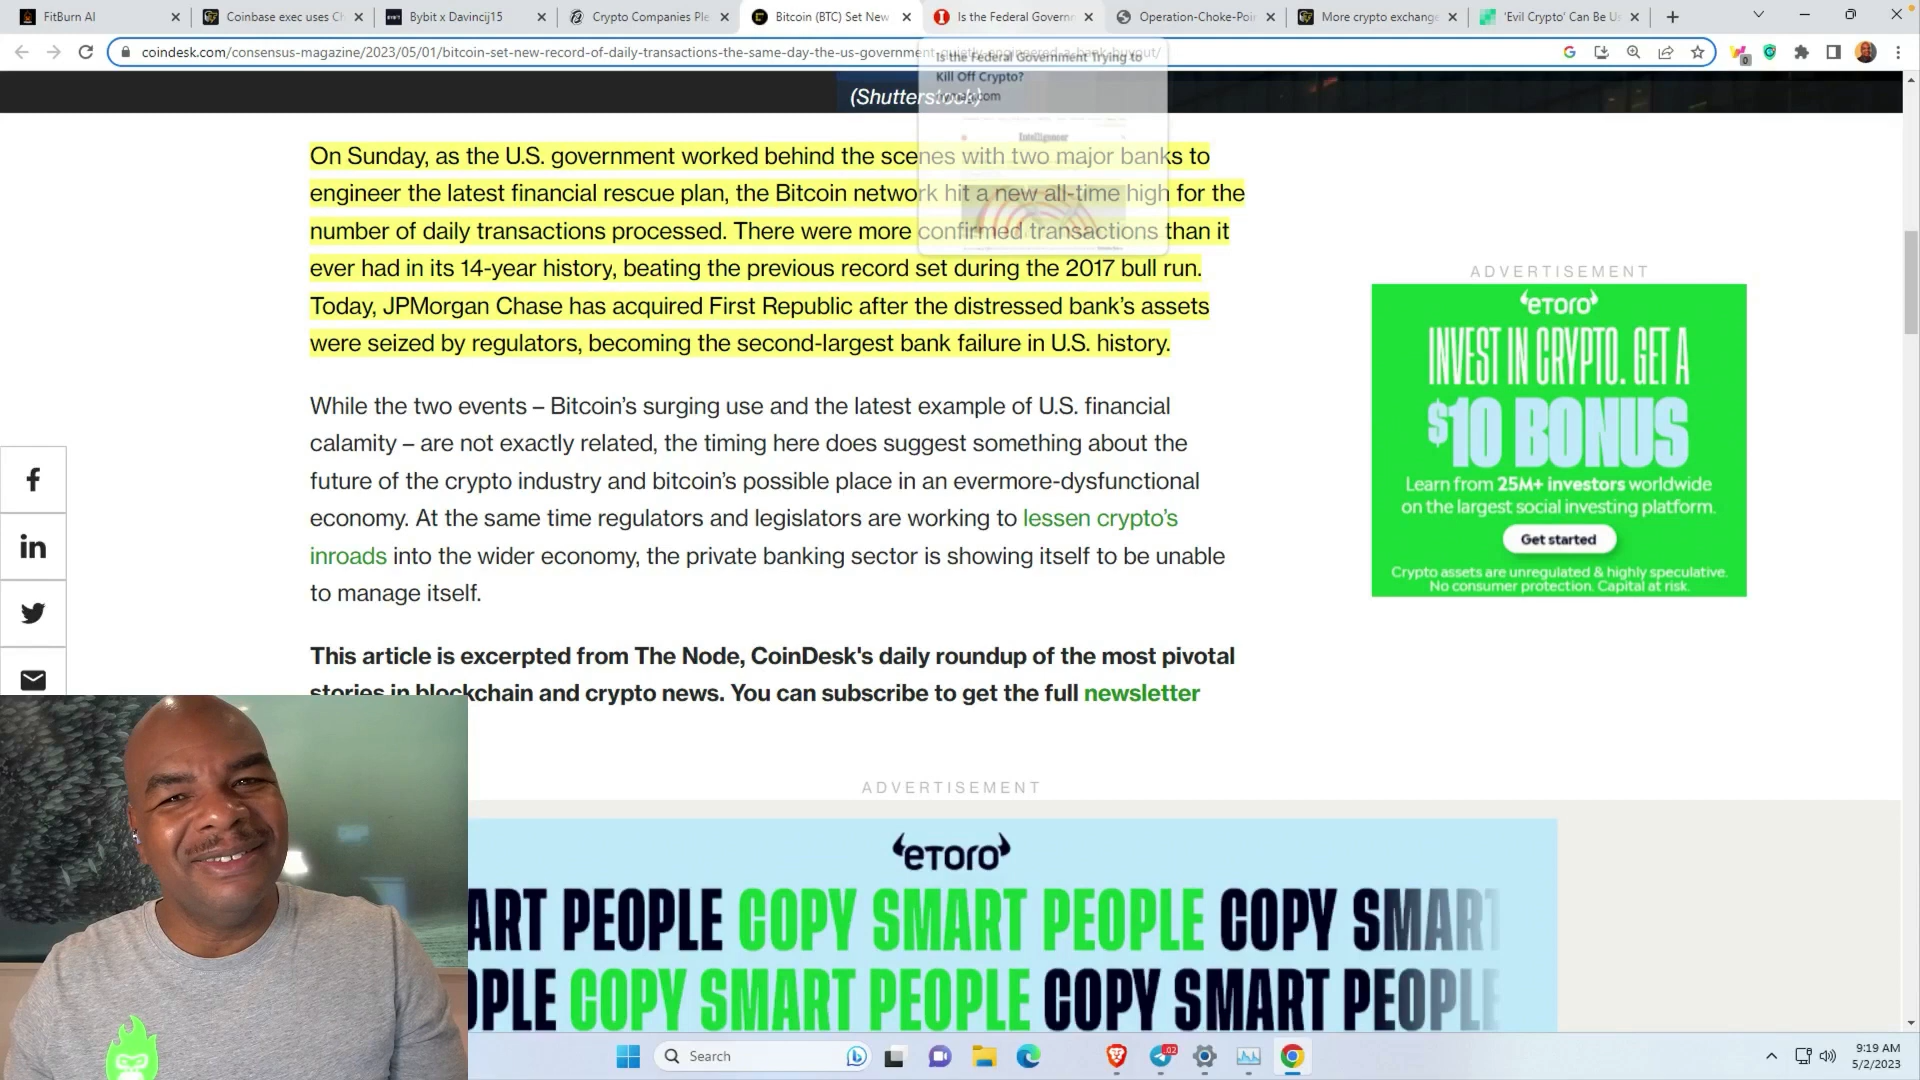 FitBurn AI
Coinbase exec uses Ch
Bybit x Davincij15
Crypto Companies Ple
Bitcoin (BTC) Set New
Is the Federal Governm
Operation-Choke-Poi
More crypto exchange
'Evil Crypto' Can Be Us
coindesk.com/consensus-magazine/2023/05/01/bitcoin-set-new-record-of-daily-transactions-the-same-day-the-us-government-quietly-engineered-a-bank-buyout/
0
Is the Federal Government Trying to
Kill Off Crypto?
nymag.com
Intelligencer
(Shutterstock)
On Sunday, as the U.S. government worked behind the scenes with two major banks to
engineer the latest financial rescue plan, the Bitcoin network hit a new all-time high for the
number of daily transactions processed. There were more confirmed transactions than it
ever had in its 14-year history, beating the previous record set during the 2017 bull run.
Today, JPMorgan Chase has acquired First Republic after the distressed bank's assets
were seized by regulators, becoming the second-largest bank failure in U.S. history.
While the two events – Bitcoin's surging use and the latest example of U.S. financial
calamity – are not exactly related, the timing here does suggest something about the
future of the crypto industry and bitcoin's possible place in an evermore-dysfunctional
economy. At the same time regulators and legislators are working to lessen crypto's
inroads into the wider economy, the private banking sector is showing itself to be unable
to manage itself.
This article is excerpted from The Node, CoinDesk's daily roundup of the most pivotal
stories in blockchain and crypto news. You can subscribe to get the full newsletter
ADVERTISEMENT
eToro
INVEST IN CRYPTO. GET A
$10 BONUS
Learn from 25M+ investors worldwide
on the largest social investing platform.
Get started
Crypto assets are unregulated & highly speculative.
No consumer protection. Capital at risk.
ADVERTISEMENT
eToro
ART PEOPLE COPY SMART PEOPLE COPY SMART
OPLE COPY SMART PEOPLE COPY SMART PEOPLE
Search
9:19 AM
5/2/2023